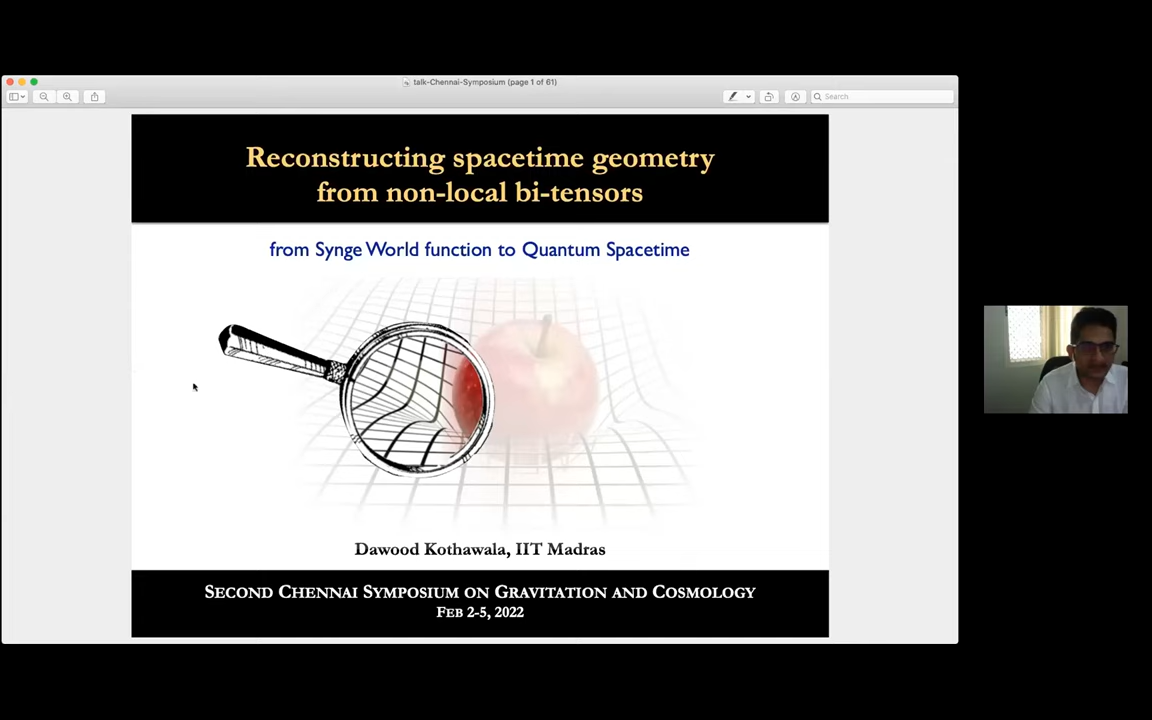 talk-Chennai-Symposium (page 1 of 61)
Search
Reconstructing spacetime geometry
from non-local bi-tensors
from Synge World function to Quantum Spacetime
Dawood Kothawala, IIT Madras
SECOND CHENNAI SYMPOSIUM ON GRAVITATION AND COSMOLOGY
FEB 2-5, 2022